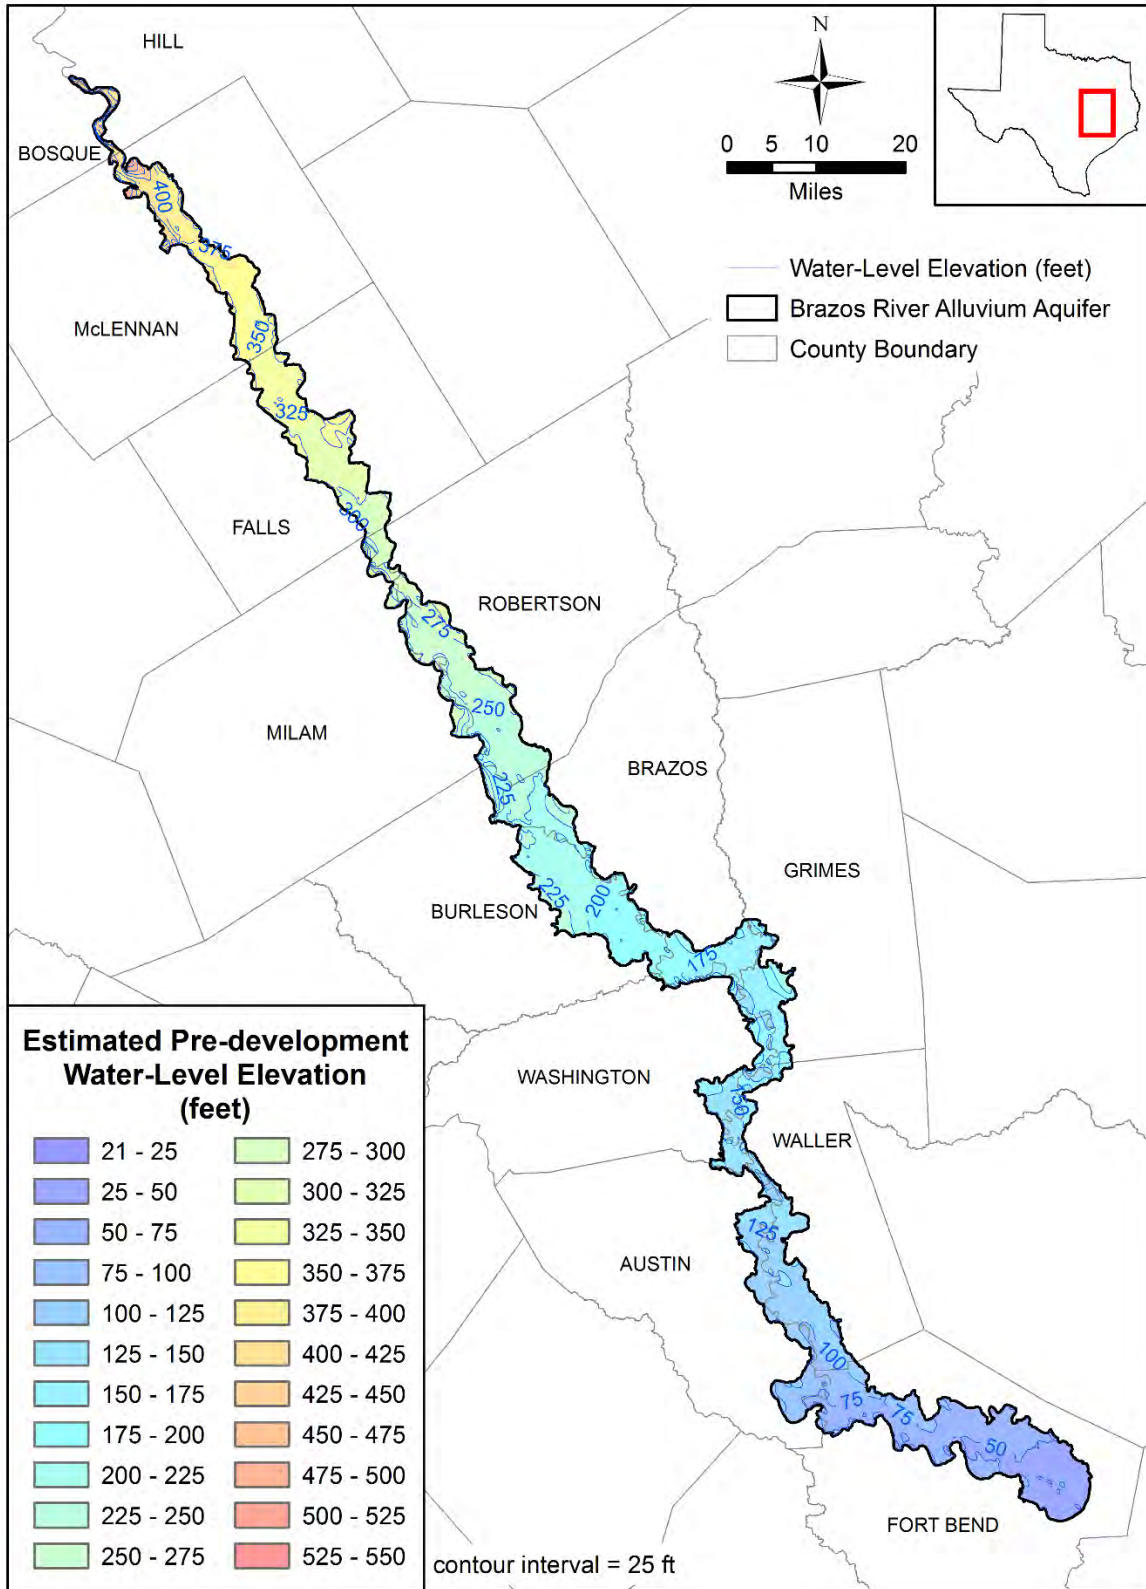 HILL
N
0 5 10 20
Miles
BOSQUE
400
375
Water-Level Elevation (feet)
Brazos River Alluvium Aquifer
County Boundary
McLENNAN
350
325
300
FALLS
ROBERTSON
275
250
MILAM
225
BRAZOS
GRIMES
225
200
BURLESON
175
WASHINGTON
150
WALLER
125
AUSTIN
100
75
75
50
FORT BEND
Estimated Pre-development
Water-Level Elevation
(feet)
21 - 25
25 - 50
50 - 75
75 - 100
100 - 125
125 - 150
150 - 175
175 - 200
200 - 225
225 - 250
250 - 275
275 - 300
300 - 325
325 - 350
350 - 375
375 - 400
400 - 425
425 - 450
450 - 475
475 - 500
500 - 525
525 - 550
contour interval = 25 ft